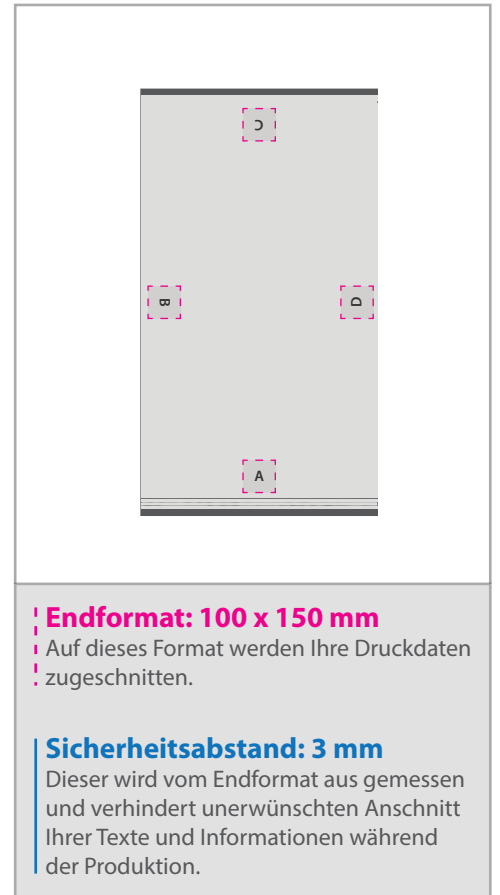 C
B
D
A
Endformat: 100 x 150 mm
Auf dieses Format werden Ihre Druckdaten
zugeschnitten.
Sicherheitsabstand: 3 mm
Dieser wird vom Endformat aus gemessen
und verhindert unerwünschten Anschnitt
Ihrer Texte und Informationen während
der Produktion.